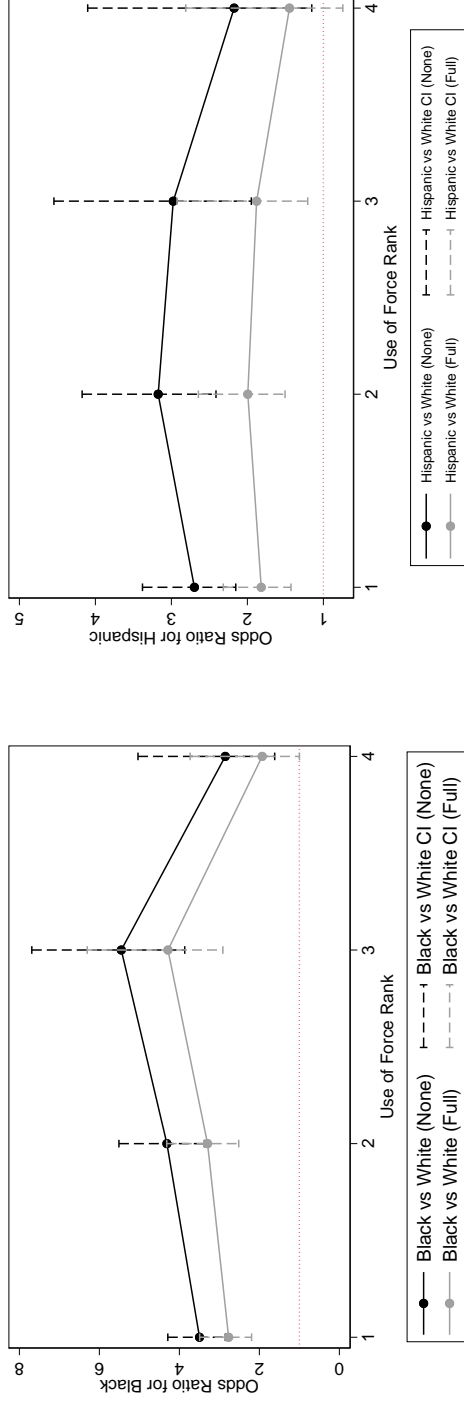 Odds Ratio for Black
8
6
4
2
0
1 2 3 4
Use of Force Rank
Black vs White (None) Black vs White CI (None)
Black vs White (Full) Black vs White CI (Full)
Odds Ratio for Hispanic
5
4
3
2
1
1 2 3 4
Use of Force Rank
Hispanic vs White (None) Hispanic vs White CI (None)
Hispanic vs White (Full) Hispanic vs White CI (Full)